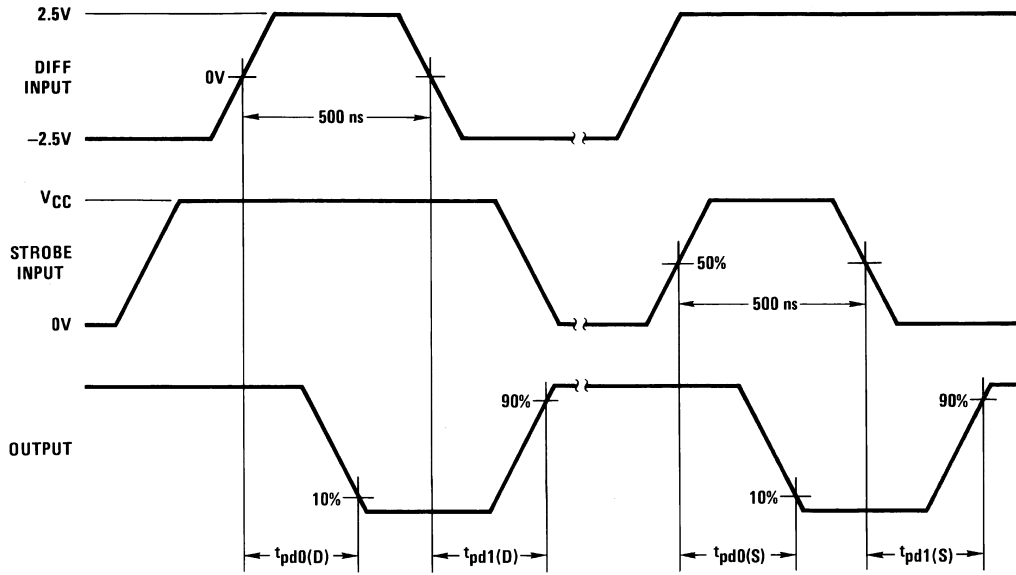 2.5V
DIFF
INPUT
0V
500 ns
−2.5V
VCC
STROBE
INPUT
50%
500 ns
0V
90%
90%
OUTPUT
10%
10%
tpd0(D)
tpd1(D)
tpd0(S)
tpd1(S)